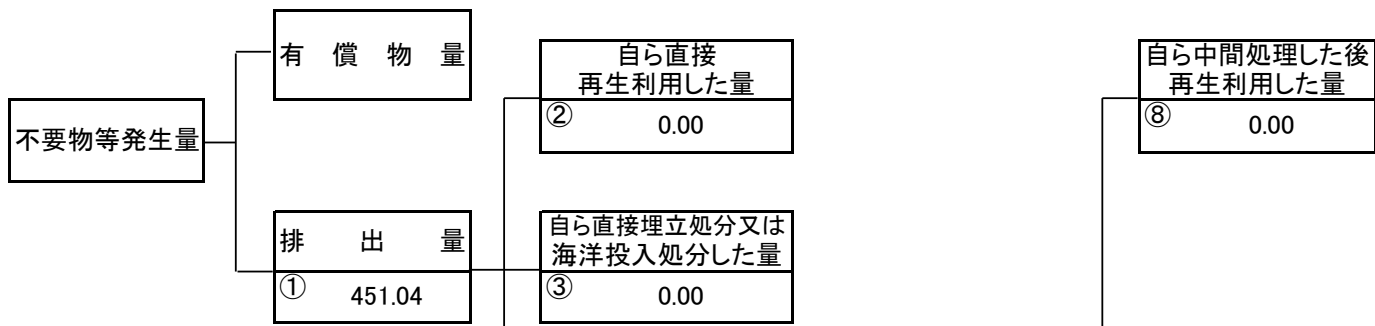 有償物量
自ら直接
再生利用した量
② 0.00
自ら中間処理した後
再生利用した量
⑧ 0.00
不要物等発生量
排出量
① 451.04
自ら直接埋立処分又は
海洋投入処分した量
③ 0.00